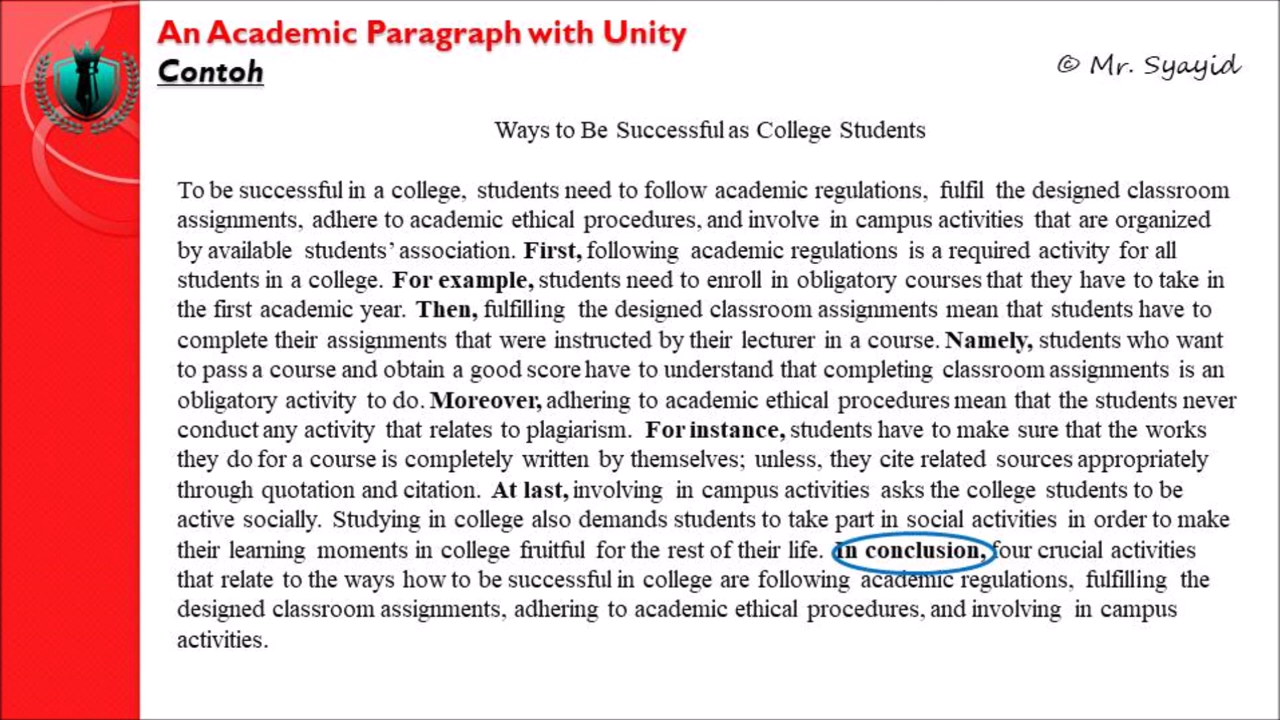 An Academic Paragraph with Unity
Contoh
© Mr. Syayid
Ways to Be Successful as College Students
To be successful in a college, students need to follow academic regulations, fulfil the designed classroom
assignments, adhere to academic ethical procedures, and involve in campus activities that are organized
by available students’ association. First, following academic regulations is a required activity for all
students in a college. For example, students need to enroll in obligatory courses that they have to take in
the first academic year. Then, fulfilling the designed classroom assignments mean that students have to
complete their assignments that were instructed by their lecturer in a course. Namely, students who want
to pass a course and obtain a good score have to understand that completing classroom assignments is an
obligatory activity to do. Moreover, adhering to academic ethical procedures mean that the students never
conduct any activity that relates to plagiarism. For instance, students have to make sure that the works
they do for a course is completely written by themselves; unless, they cite related sources appropriately
through quotation and citation. At last, involving in campus activities asks the college students to be
active socially. Studying in college also demands students to take part in social activities in order to make
their learning moments in college fruitful for the rest of their life. In conclusion, four crucial activities
that relate to the ways how to be successful in college are following academic regulations, fulfilling the
designed classroom assignments, adhering to academic ethical procedures, and involving in campus
activities.